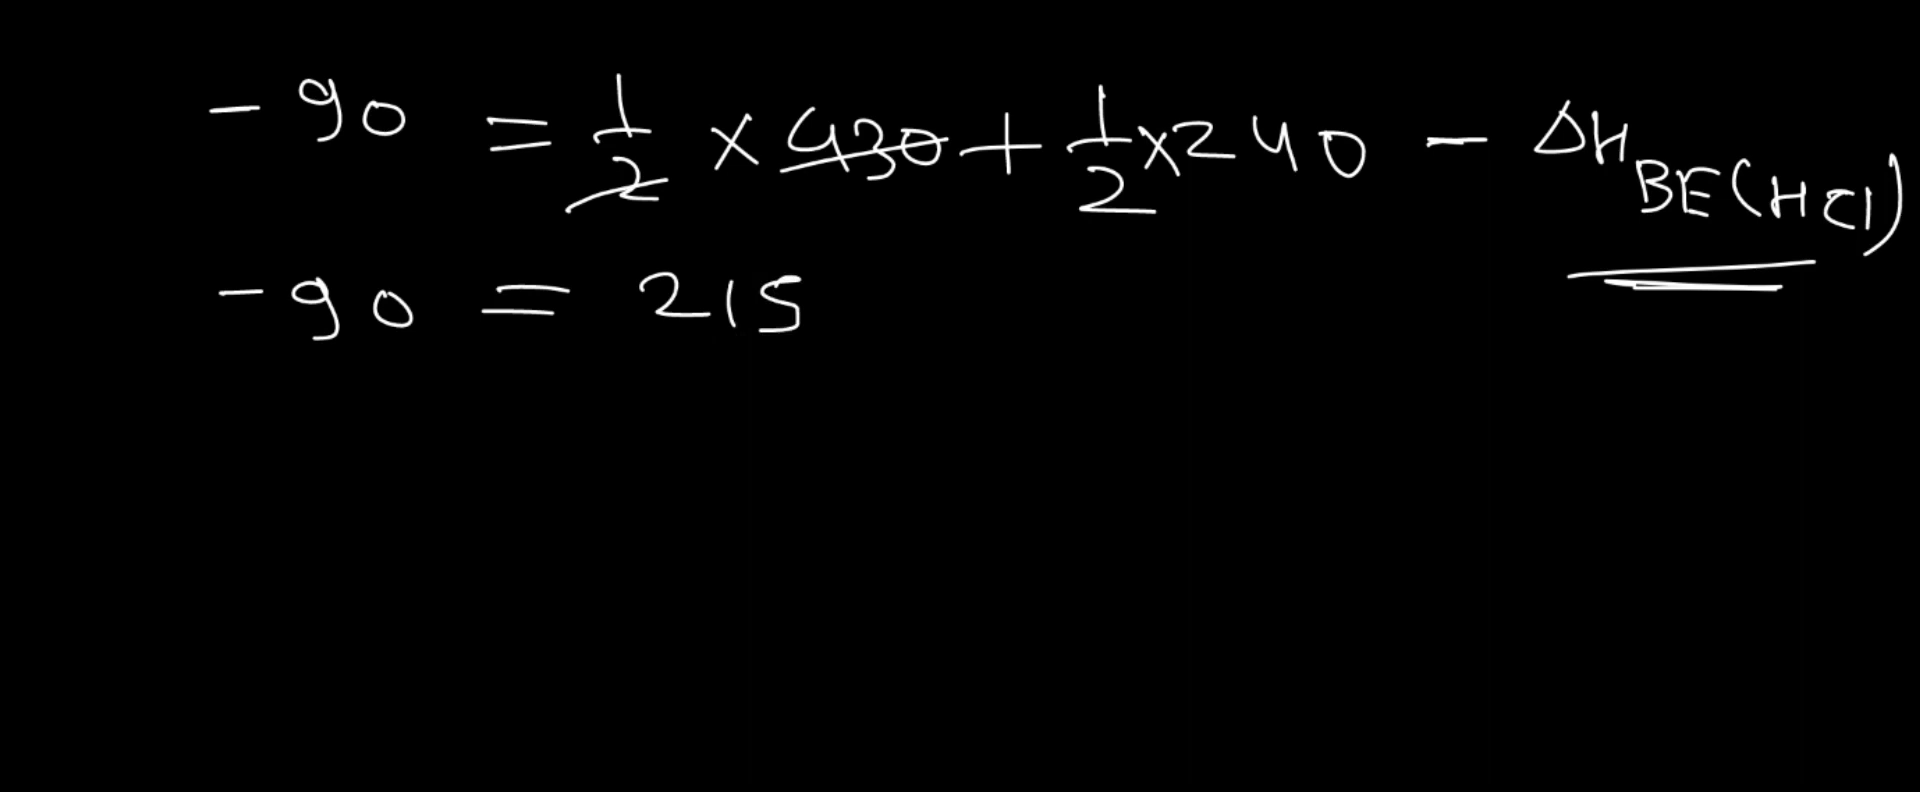 -90 = 1/2 × 430 + 1/2 × 240 - ΔH BE(HCl)
-90 = 215